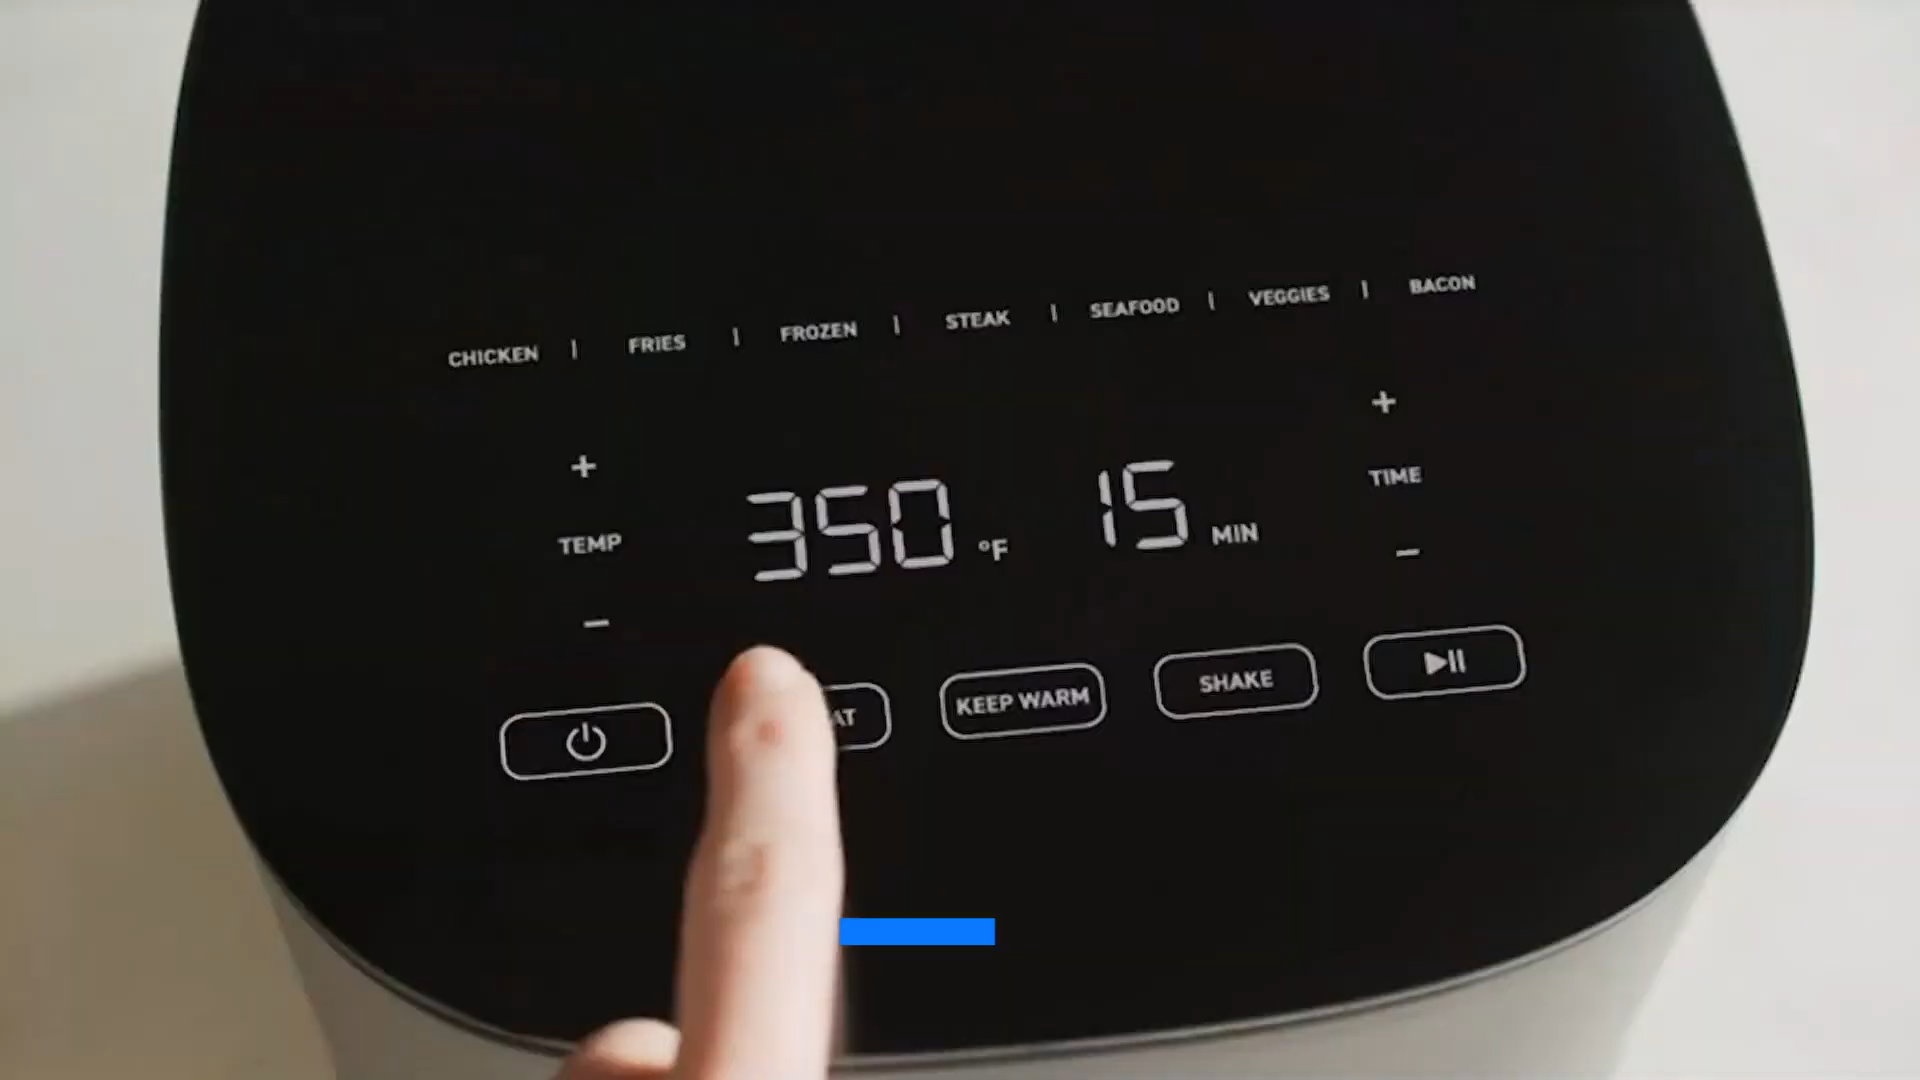 CHICKEN | FRIES | FROZEN | STEAK | SEAFOOD | VEGGIES | BACON
+ +
TEMP 350 °F 15 MIN TIME
− −
AT KEEP WARM SHAKE